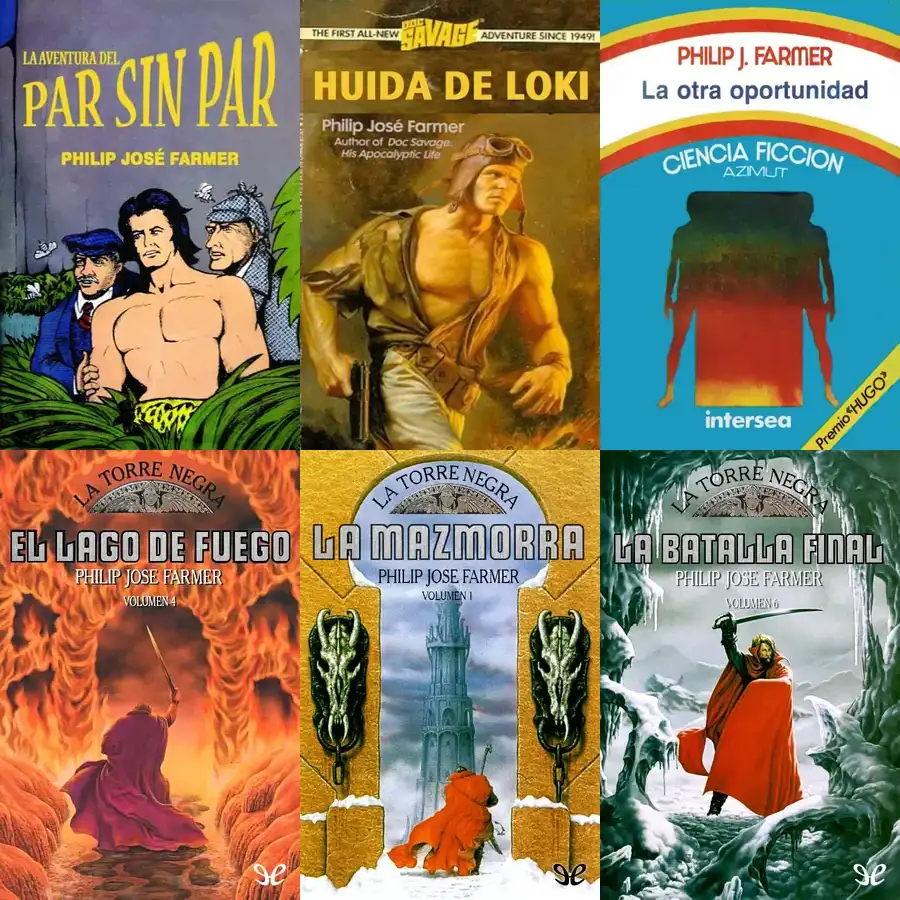 LA AVENTURA DEL
PAR SIN PAR
PHILIP JOSÉ FARMER
THE FIRST ALL-NEW DOC SAVAGE ADVENTURE SINCE 1949!
HUIDA DE LOKI
Philip José Farmer
Author of Doc Savage:
His Apocalyptic Life
PHILIP J. FARMER
La otra oportunidad
CIENCIA FICCION
AZIMUT
intersea
Premio "HUGO"
LA TORRE NEGRA
EL LAGO DE FUEGO
PHILIP JOSE FARMER
VOLUMEN 4
LA TORRE NEGRA
LA MAZMORRA
PHILIP JOSE FARMER
VOLUMEN 1
LA TORRE NEGRA
LA BATALLA FINAL
PHILIP JOSE FARMER
VOLUMEN 6